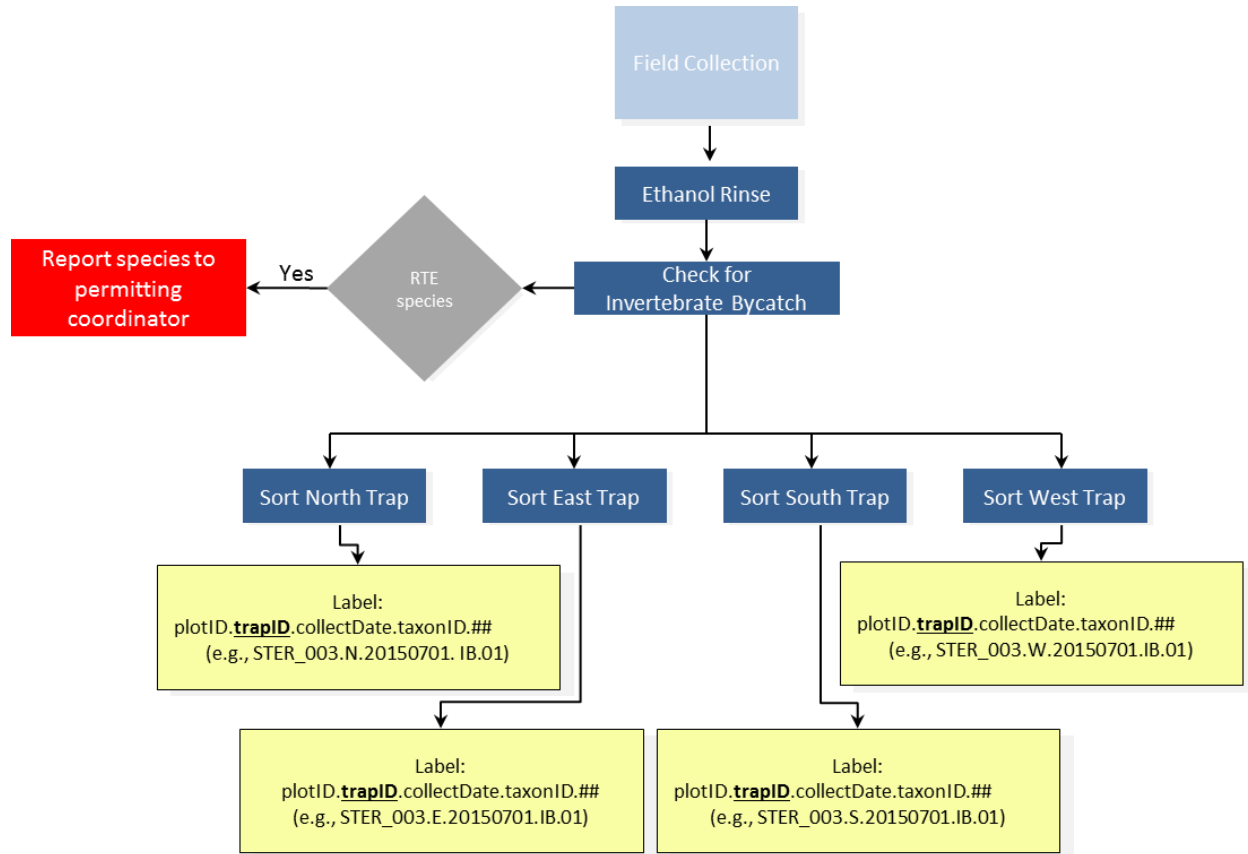 Field Collection
Ethanol Rinse
Check for
Invertebrate Bycatch
RTE
species
Yes
Report species to
permitting
coordinator
Sort North Trap
Sort East Trap
Sort South Trap
Sort West Trap
Label:
plotID.trapID.collectDate.taxonID.##
(e.g., STER_003.N.20150701. IB.01)
Label:
plotID.trapID.collectDate.taxonID.##
(e.g., STER_003.W.20150701.IB.01)
Label:
plotID.trapID.collectDate.taxonID.##
(e.g., STER_003.E.20150701.IB.01)
Label:
plotID.trapID.collectDate.taxonID.##
(e.g., STER_003.S.20150701.IB.01)